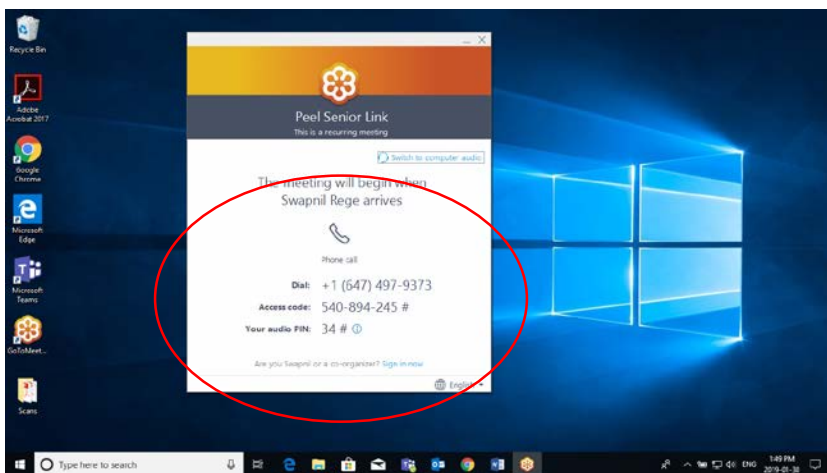 Recycle Bin
Adobe
Acrobat 2017
Google
Chrome
Microsoft
Edge
Microsoft
Teams
GoToMeet...
Scans
Peel Senior Link
This is a recurring meeting
Switch to computer audio
The meeting will begin when
Swapnil Rege arrives
Phone call
Dial: +1 (647) 497-9373
Access code: 540-894-245 #
Your audio PIN: 34 #
Are you Swapnil or a co-organizer? Sign in now
English
Type here to search
ENG
1:49 PM
2019-01-30